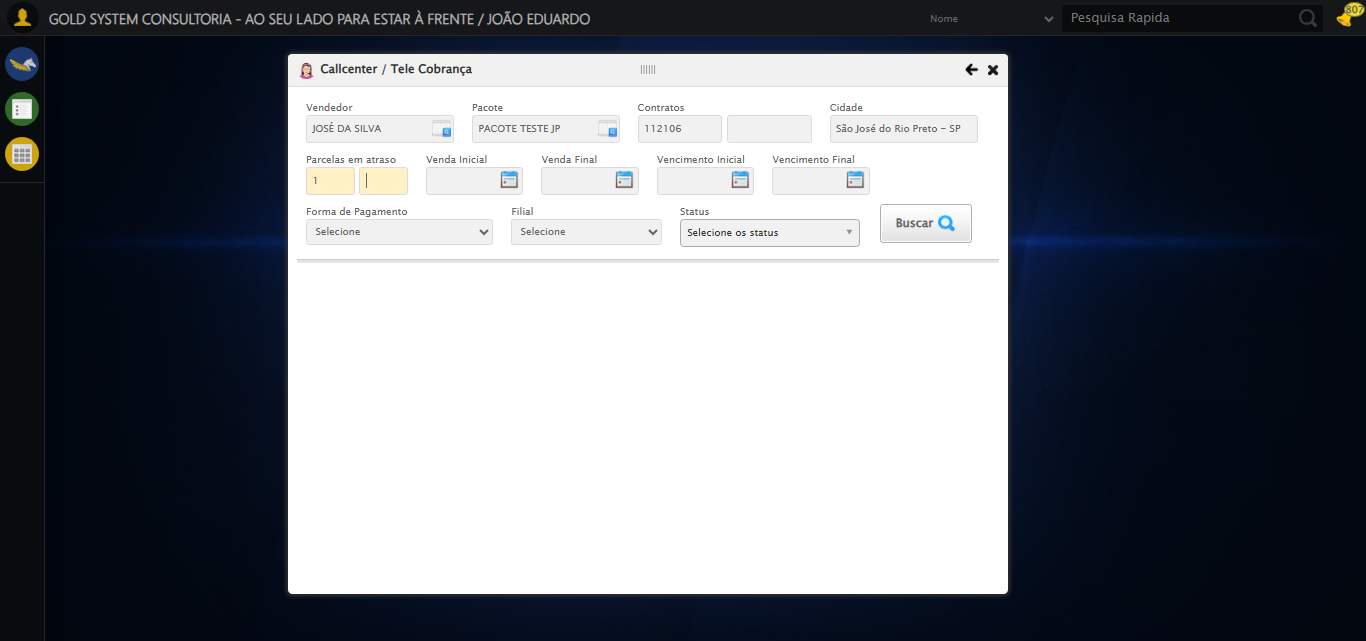 GOLD SYSTEM CONSULTORIA - AO SEU LADO PARA ESTAR À FRENTE / JOÃO EDUARDO
Nome
Pesquisa Rapida
807
Callcenter / Tele Cobrança
Vendedor Pacote Contratos Cidade
JOSÉ DA SILVA PACOTE TESTE JP 112106 São José do Rio Preto - SP
Parcelas em atraso Venda Inicial Venda Final Vencimento Inicial Vencimento Final
1
Forma de Pagamento Filial Status
Selecione Selecione Selecione os status Buscar